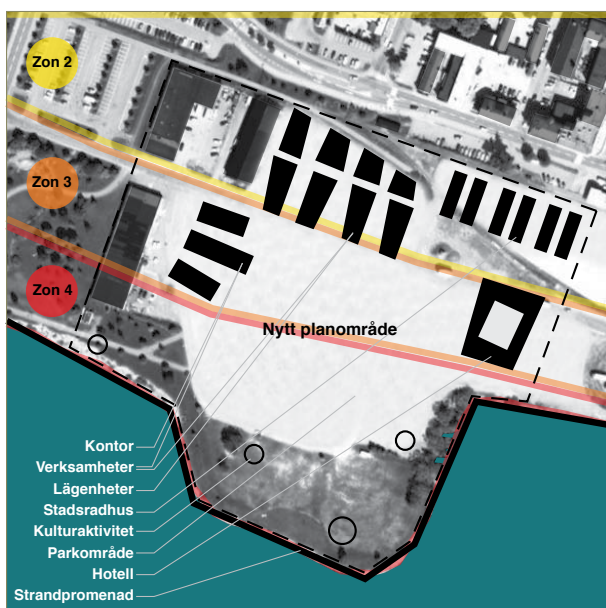 Zon 2
Zon 3
Zon 4
Nytt planområde
Kontor
Verksamheter
Lägenheter
Stadsradhus
Kulturaktivitet
Parkområde
Hotell
Strandpromenad